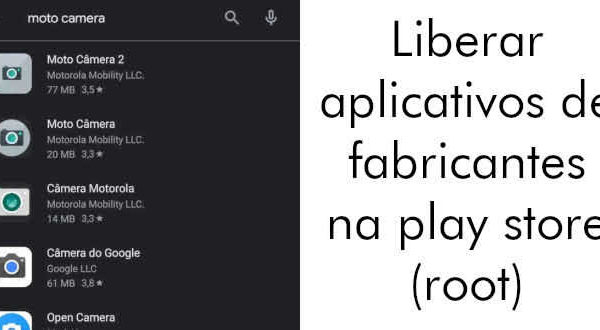 moto camera
Moto Câmera 2
Motorola Mobility LLC.
77 MB 3,5★
Moto Câmera
Motorola Mobility LLC.
20 MB 3,3★
Câmera Motorola
Motorola Mobility LLC.
14 MB 3,3★
Câmera do Google
Google LLC
61 MB 3,8★
Open Camera
Liberar
aplicativos de
fabricantes
na play store
(root)